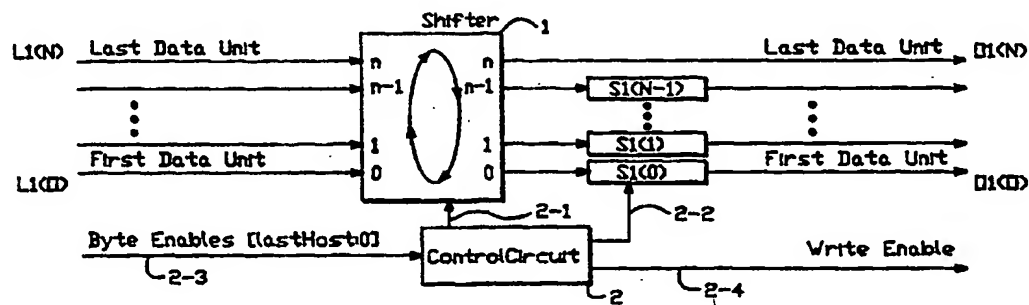 Shifter
1
L1(N) Last Data Unit n n Last Data Unit O1(N)
n-1 n-1 S1(N-1)
1 1 S1(1)
First Data Unit First Data Unit
L1(0) 0 0 S1(0) O1(0)
2-1 2-2
Byte Enables [lastHost:0] ControlCircuit Write Enable
2-3 2 2-4